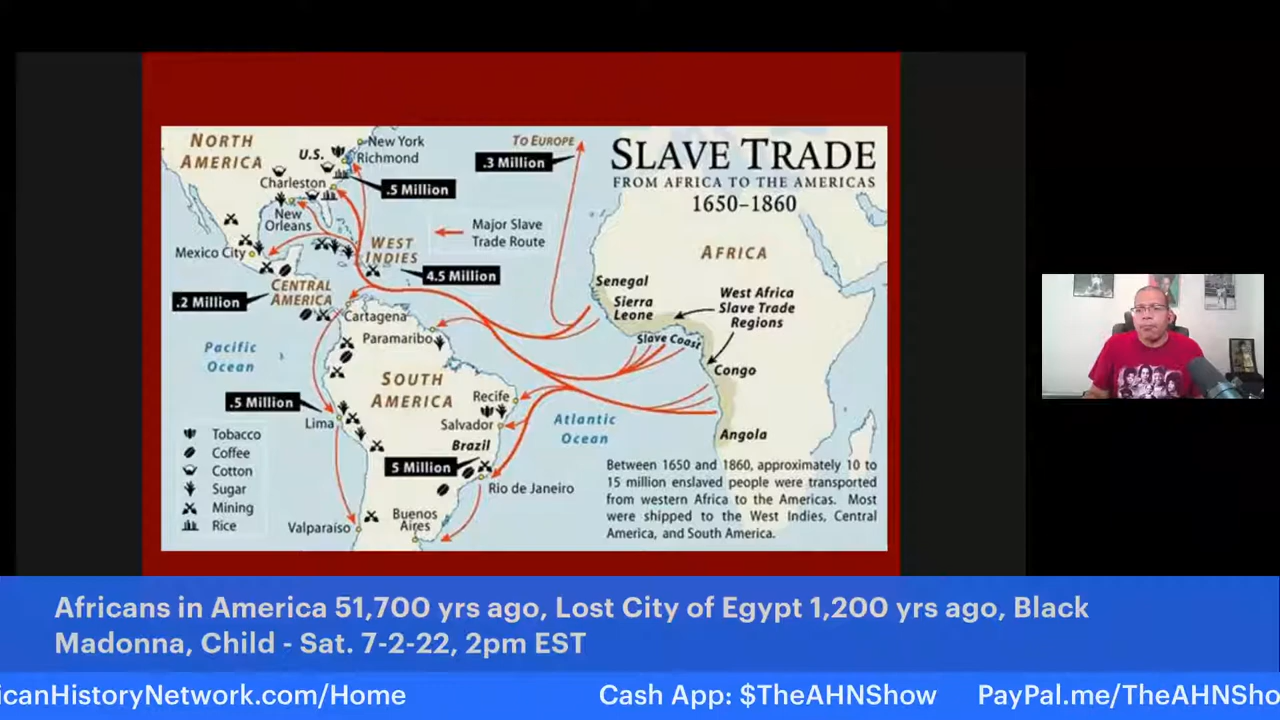 SLAVE TRADE
FROM AFRICA TO THE AMERICAS
1650–1860
NORTH
AMERICA
U.S.
New York
Richmond
Charleston
.5 Million
New
Orleans
Mexico City
WEST
INDIES
4.5 Million
Major Slave
Trade Route
TO EUROPE
.3 Million
AFRICA
Senegal
Sierra
Leone
West Africa
Slave Trade
Regions
Slave Coast
Congo
Angola
CENTRAL
AMERICA
.2 Million
Cartagena
Paramaribo
Pacific
Ocean
SOUTH
AMERICA
Recife
Salvador
Brazil
5 Million
Rio de Janeiro
Atlantic
Ocean
.5 Million
Lima
Valparaíso
Buenos
Aires
Tobacco
Coffee
Cotton
Sugar
Mining
Rice
Between 1650 and 1860, approximately 10 to
15 million enslaved people were transported
from western Africa to the Americas. Most
were shipped to the West Indies, Central
America, and South America.
Africans in America 51,700 yrs ago, Lost City of Egypt 1,200 yrs ago, Black
Madonna, Child - Sat. 7-2-22, 2pm EST
icanHistoryNetwork.com/Home Cash App: $TheAHNShow PayPal.me/TheAHNSho